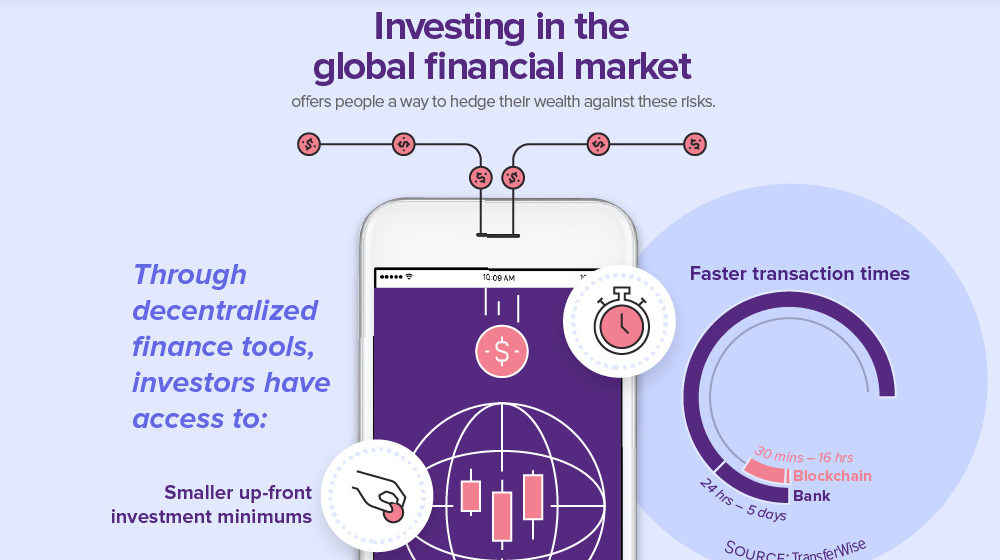 Investing in the
global financial market
offers people a way to hedge their wealth against these risks.
10:09 AM
Through
decentralized
finance tools,
investors have
access to:
Faster transaction times
30 mins – 16 hrs
Blockchain
24 hrs – 5 days
Bank
SOURCE: TransferWise
Smaller up-front
investment minimums